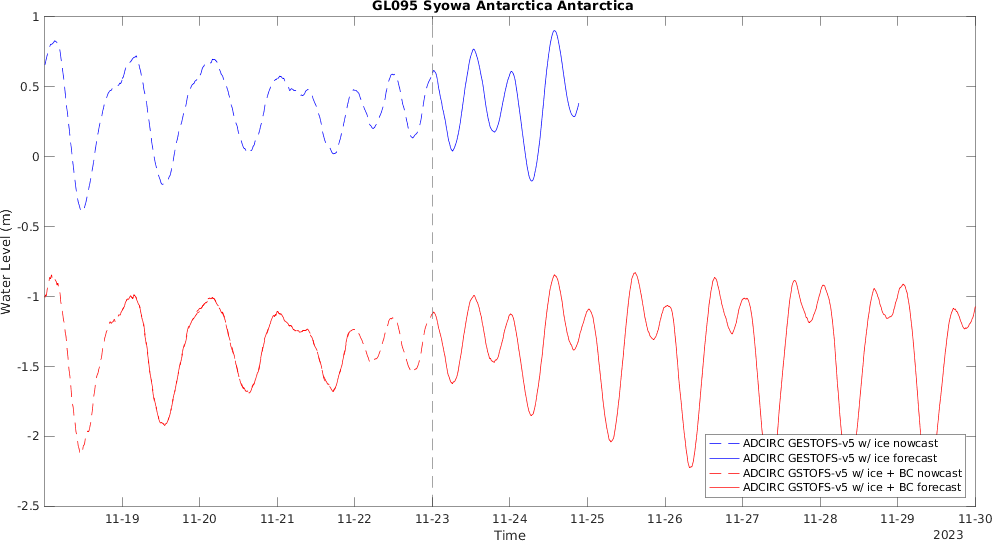 GL095 Syowa Antarctica Antarctica
1
0.5
0
-0.5
-1
-1.5
-2
-2.5
Water Level (m)
ADCIRC GESTOFS-v5 w/ ice nowcast
ADCIRC GESTOFS-v5 w/ ice forecast
ADCIRC GSTOFS-v5 w/ ice + BC nowcast
ADCIRC GSTOFS-v5 w/ ice + BC forecast
11-19 11-20 11-21 11-22 11-23 11-24 11-25 11-26 11-27 11-28 11-29 11-30
Time
2023